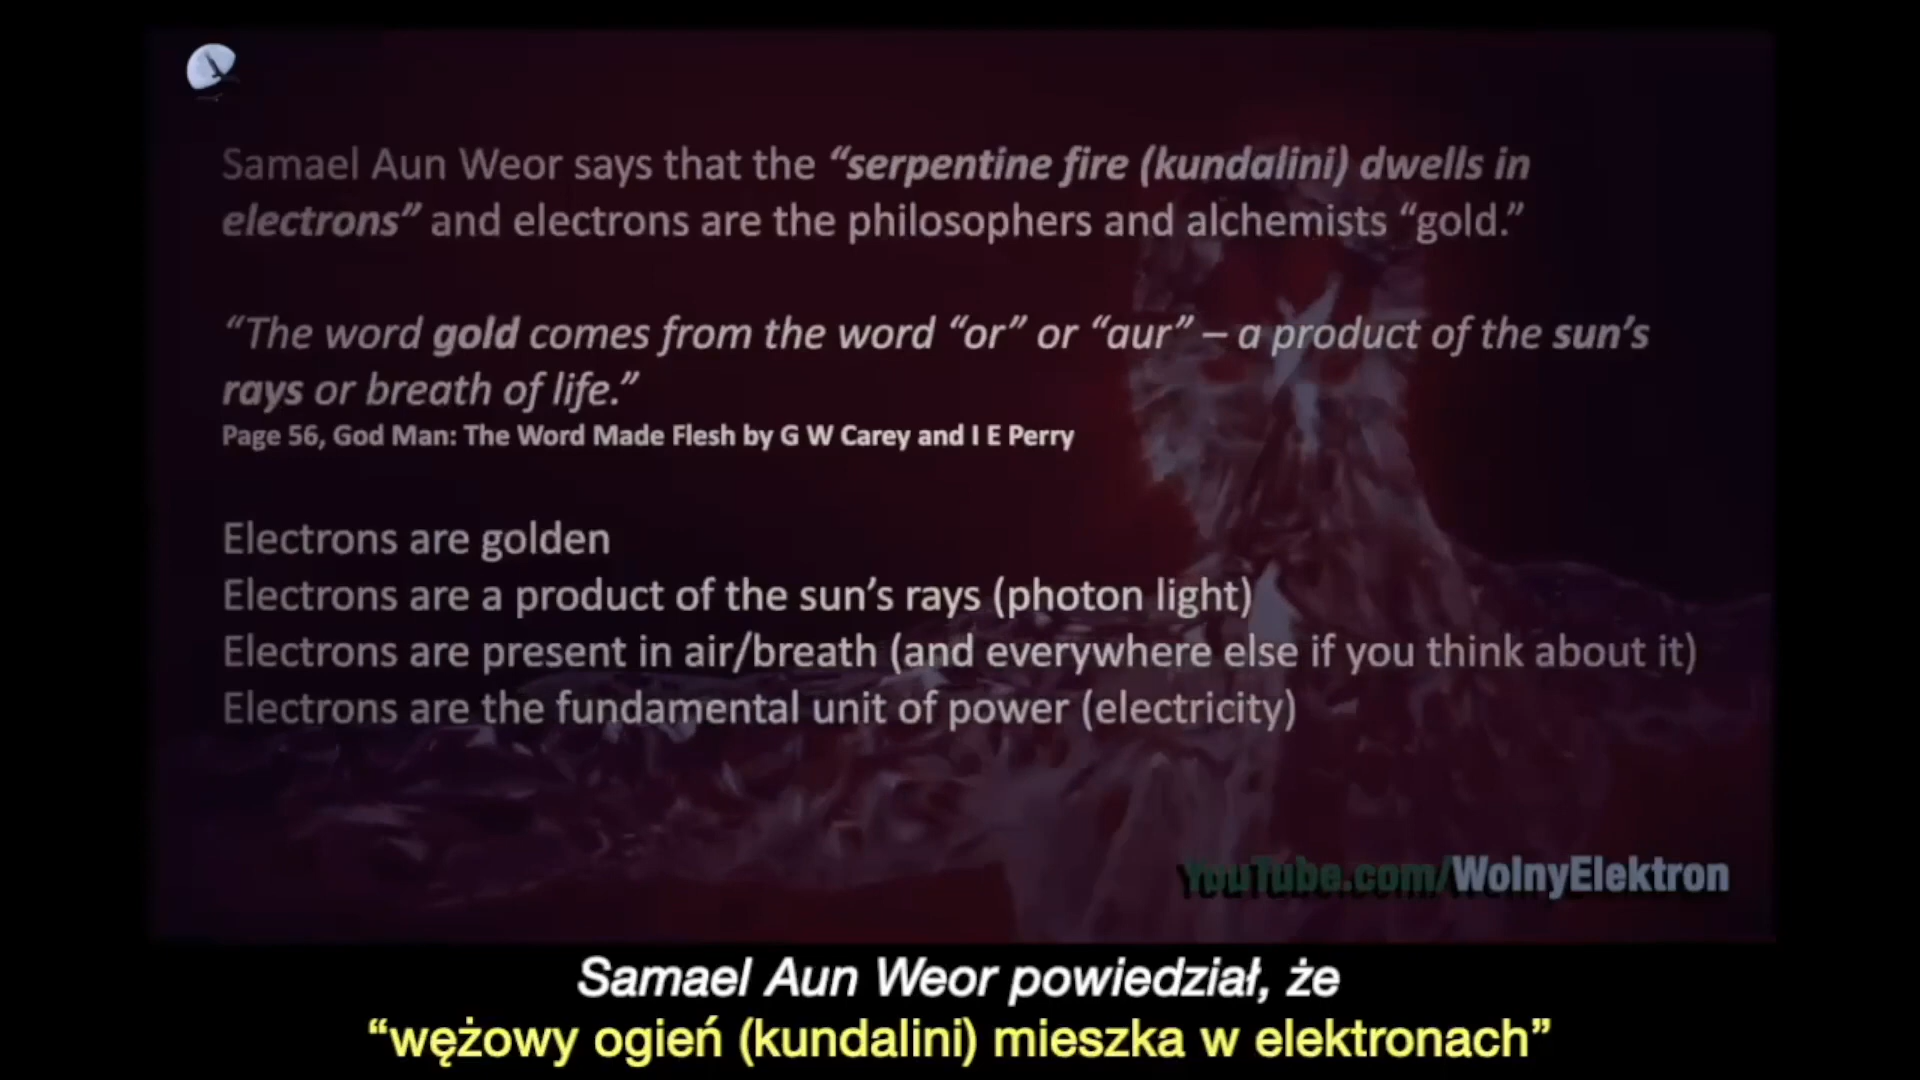 Samael Aun Weor says that the “serpentine fire (kundalini) dwells in
electrons” and electrons are the philosophers and alchemists “gold.”
“The word gold comes from the word “or” or “aur” – a product of the sun’s
rays or breath of life.”
Page 56, God Man: The Word Made Flesh by G W Carey and I E Perry
Electrons are golden
Electrons are a product of the sun’s rays (photon light)
Electrons are present in air/breath (and everywhere else if you think about it)
Electrons are the fundamental unit of power (electricity)
YouTube.com/WolnyElektron
Samael Aun Weor powiedział, że
“wężowy ogień (kundalini) mieszka w elektronach”